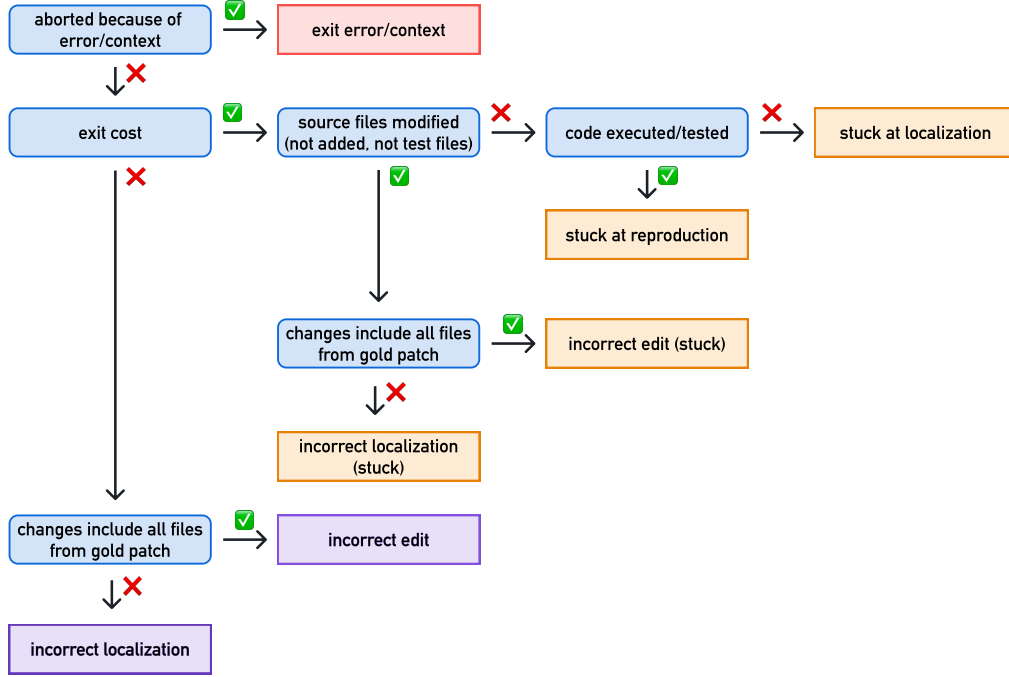 aborted because of
error/context
exit error/context
exit cost
source files modified
(not added, not test files)
code executed/tested
stuck at localization
stuck at reproduction
changes include all files
from gold patch
incorrect edit (stuck)
incorrect localization
(stuck)
changes include all files
from gold patch
incorrect edit
incorrect localization